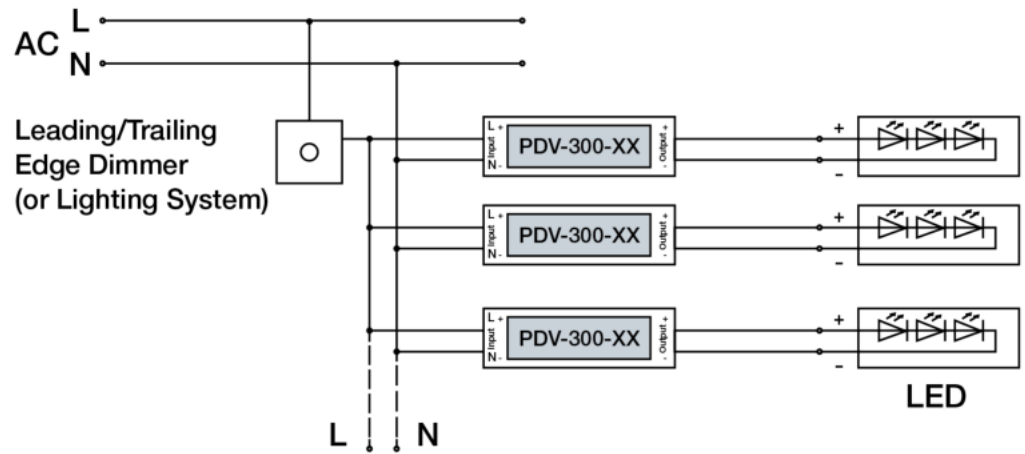 AC
L
N
Leading/Trailing
Edge Dimmer
(or Lighting System)
L +
Input
N -
PDV-300-XX
Output
+
-
+
-
L +
Input
N -
PDV-300-XX
Output
+
-
+
-
L +
Input
N -
PDV-300-XX
Output
+
-
+
-
LED
L
N